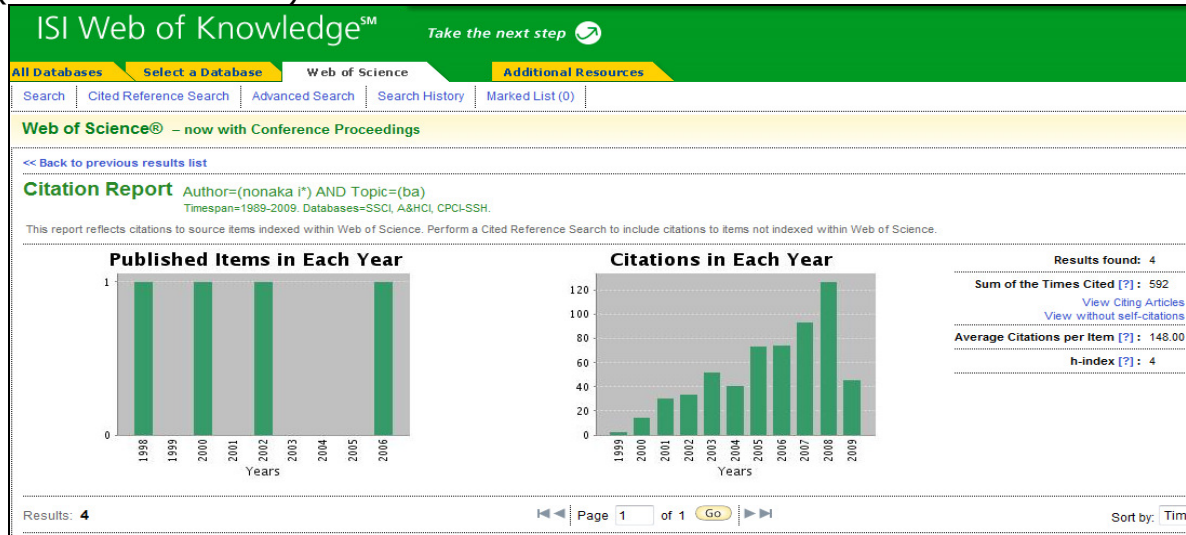 ISI Web of Knowledge℠ Take the next step
All Databases Select a Database Web of Science Additional Resources
Search Cited Reference Search Advanced Search Search History Marked List (0)
Web of Science® – now with Conference Proceedings
<< Back to previous results list
Citation Report Author=(nonaka i*) AND Topic=(ba)
Timespan=1989-2009. Databases=SSCI, A&HCI, CPCI-SSH.
This report reflects citations to source items indexed within Web of Science. Perform a Cited Reference Search to include citations to items not indexed within Web of Science.
Published Items in Each Year
1
0
1998 1999 2000 2001 2002 2003 2004 2005 2006
Years
Citations in Each Year
120
100
80
60
40
20
0
1999 2000 2001 2002 2003 2004 2005 2006 2007 2008 2009
Years
Results found: 4
Sum of the Times Cited [?] : 592
View Citing Articles
View without self-citations
Average Citations per Item [?] : 148.00
h-index [?] : 4
Results: 4 Page 1 of 1 Go Sort by: Tim